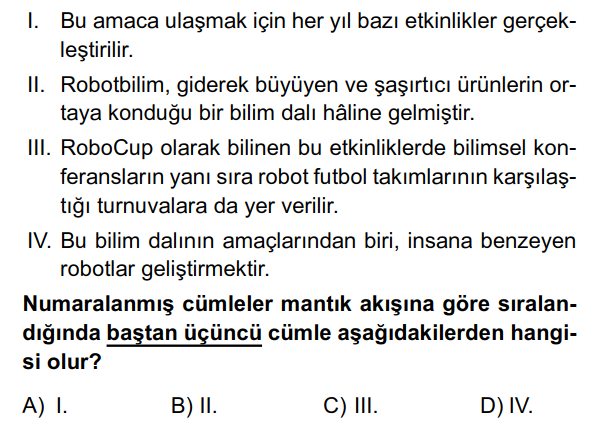 I. Bu amaca ulaşmak için her yıl bazı etkinlikler gerçek-
leştirilir.
II. Robotbilim, giderek büyüyen ve şaşırtıcı ürünlerin or-
taya konduğu bir bilim dalı hâline gelmiştir.
III. RoboCup olarak bilinen bu etkinliklerde bilimsel kon-
feransların yanı sıra robot futbol takımlarının karşılaş-
tığı turnuvalara da yer verilir.
IV. Bu bilim dalının amaçlarından biri, insana benzeyen
robotlar geliştirmektir.
Numaralanmış cümleler mantık akışına göre sıralan-
dığında baştan üçüncü cümle aşağıdakilerden hangi-
si olur?
A) I. B) II. C) III. D) IV.